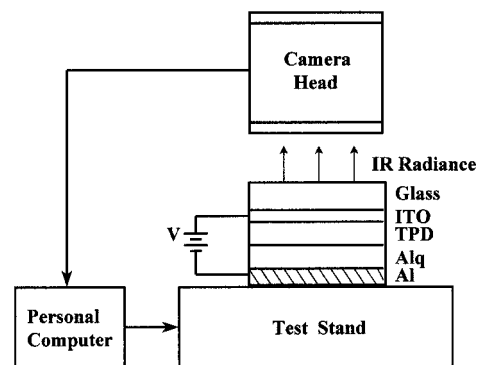 Camera
Head
IR Radiance
Glass
ITO
TPD
V
Alq
Al
Personal
Computer
Test Stand